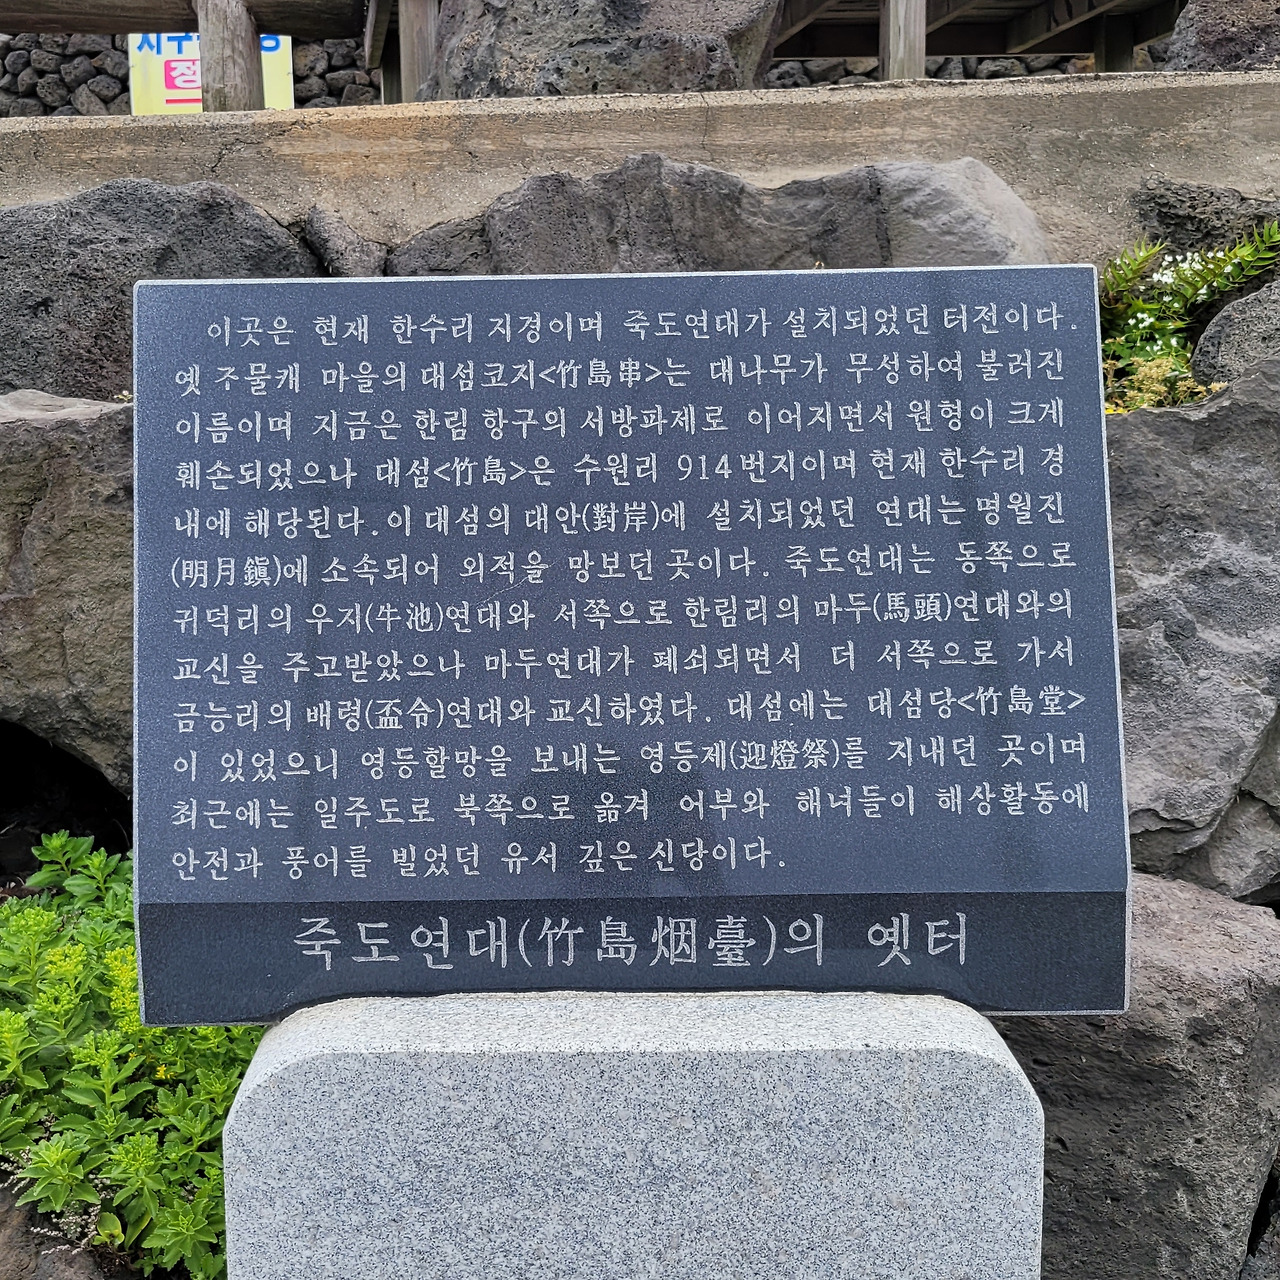 이곳은 현재 한수리 지경이며 죽도연대가 설치되었던 터전이다.
옛 조물캐 마을의 대섬코지<竹島串>는 대나무가 무성하여 불러진
이름이며 지금은 한림 항구의 서방파제로 이어지면서 원형이 크게
훼손되었으나 대섬<竹島>은 수원리 914번지이며 현재 한수리 경
내에 해당된다. 이 대섬의 대안(對岸)에 설치되었던 연대는 명월진
(明月鎭)에 소속되어 외적을 망보던 곳이다. 죽도연대는 동쪽으로
귀덕리의 우지(牛池)연대와 서쪽으로 한림리의 마두(馬頭)연대와의
교신을 주고받았으나 마두연대가 폐쇠되면서 더 서쪽으로 가서
금능리의 배령(盃令)연대와 교신하였다. 대섬에는 대섬당<竹島堂>
이 있었으니 영등할망을 보내는 영등제(迎燈祭)를 지내던 곳이며
최근에는 일주도로 북쪽으로 옮겨 어부와 해녀들이 해상활동에
안전과 풍어를 빌었던 유서 깊은 신당이다.
죽도연대(竹島烟臺)의 옛터